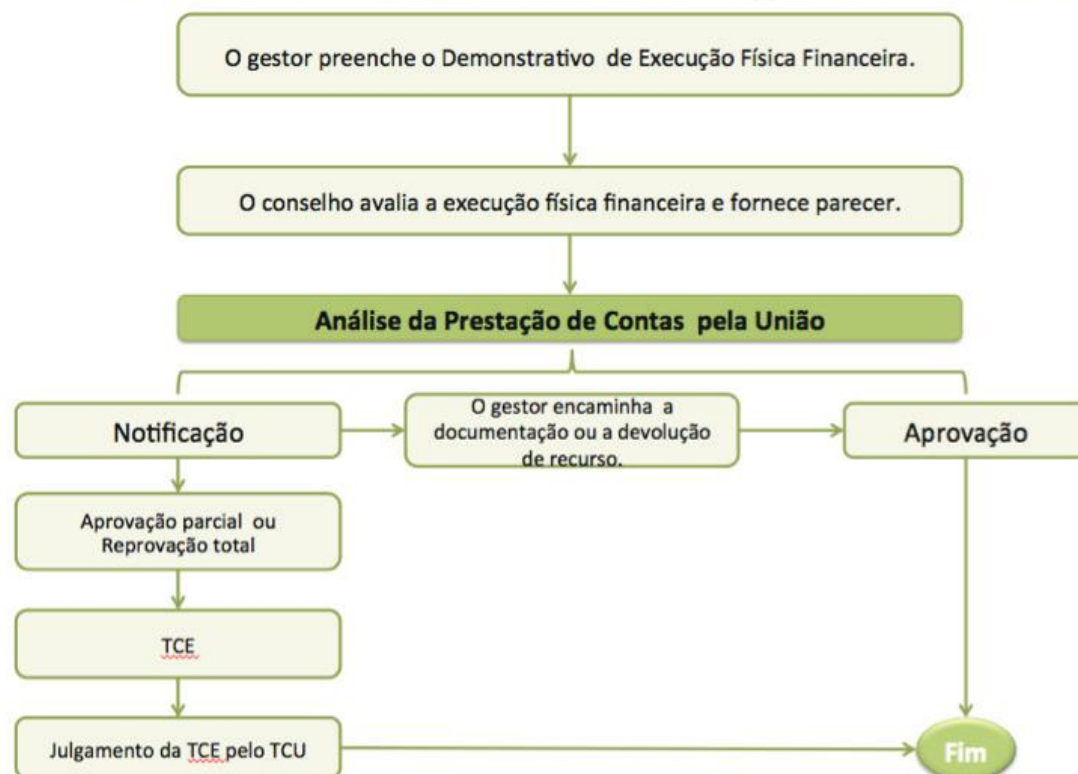 O gestor preenche o Demonstrativo de Execução Física Financeira.
O conselho avalia a execução física financeira e fornece parecer.
Análise da Prestação de Contas pela União
Notificação
O gestor encaminha a
documentação ou a devolução
de recurso.
Aprovação
Aprovação parcial ou
Reprovação total
TCE
Julgamento da TCE pelo TCU
Fim